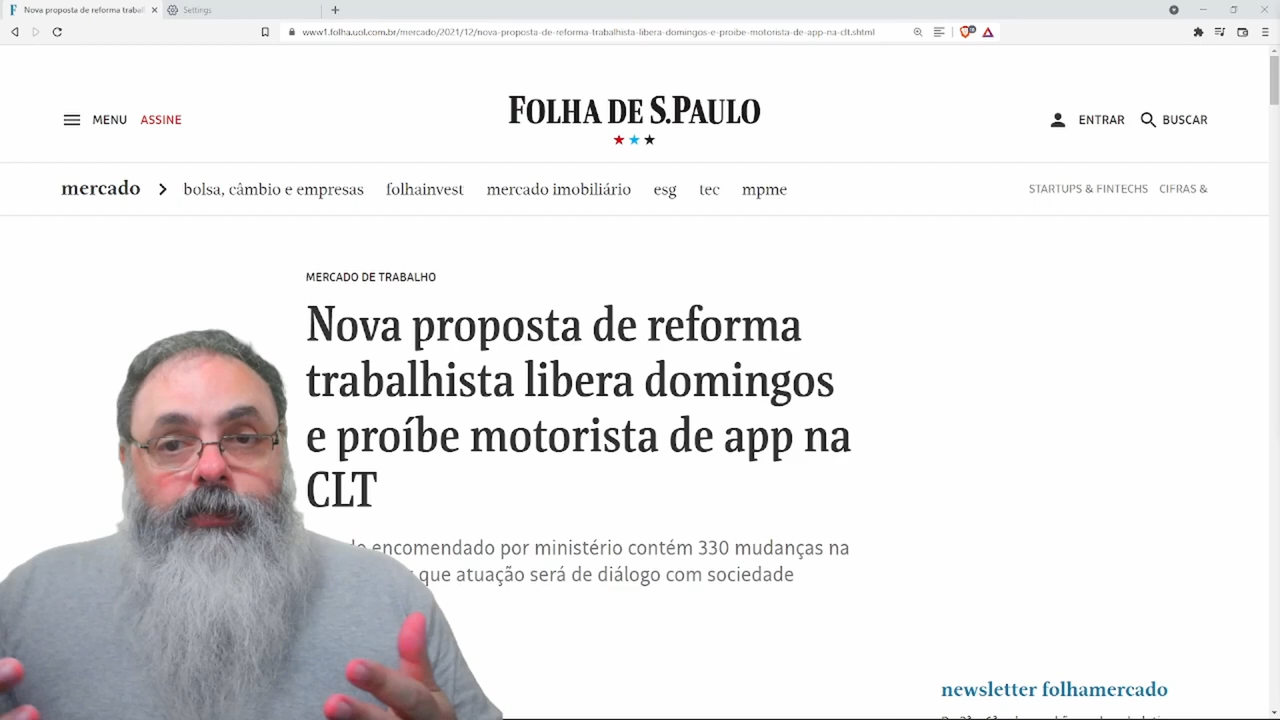 Nova proposta de reforma trabal
Settings
www1.folha.uol.com.br/mercado/2021/12/nova-proposta-de-reforma-trabalhista-libera-domingos-e-proibe-motorista-de-app-na-clt.shtml
MENU ASSINE
FOLHA DE S.PAULO
ENTRAR BUSCAR
mercado bolsa, câmbio e empresas folhainvest mercado imobiliário esg tec mpme
STARTUPS & FINTECHS CIFRAS &
MERCADO DE TRABALHO
Nova proposta de reforma
trabalhista libera domingos
e proíbe motorista de app na
CLT
encomendado por ministério contém 330 mudanças na
que atuação será de diálogo com sociedade
newsletter folhamercado